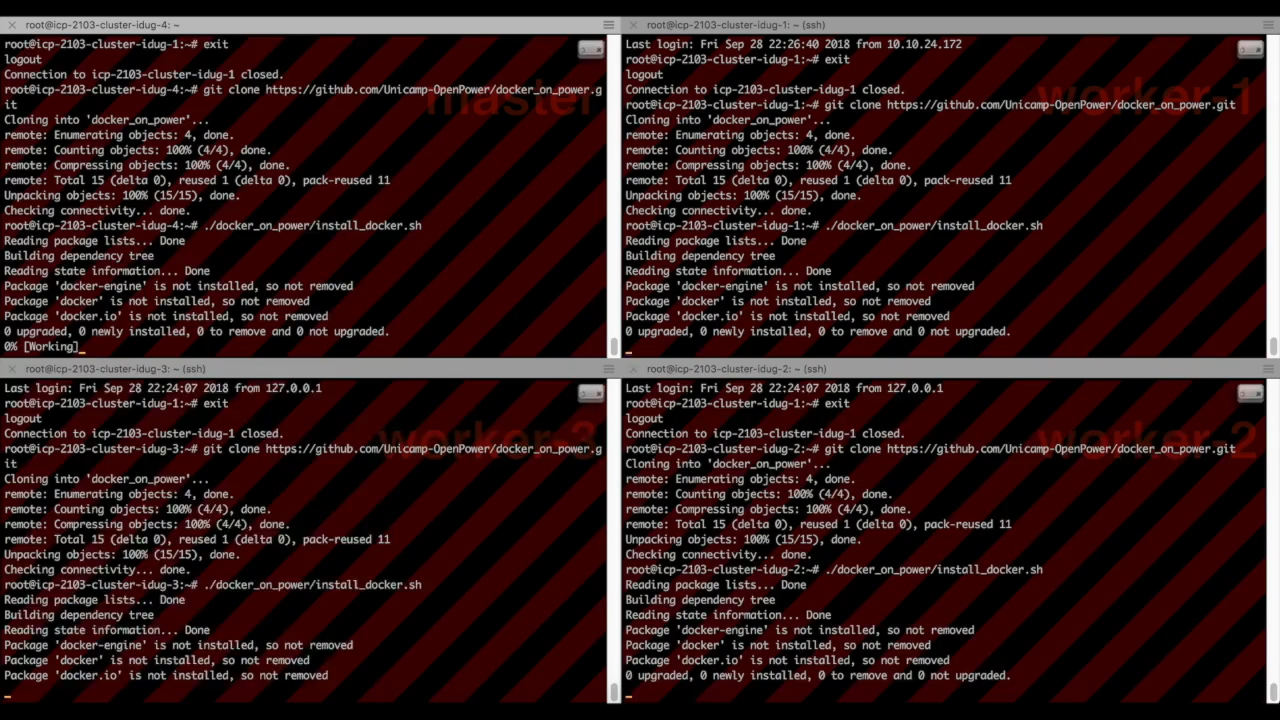 root@icp-2103-cluster-idug-4: ~
root@icp-2103-cluster-idug-1:~# exit
logout
Connection to icp-2103-cluster-idug-1 closed.
root@icp-2103-cluster-idug-4:~# git clone https://github.com/Unicamp-OpenPower/docker_on_power.g
it
Cloning into 'docker_on_power'...
remote: Enumerating objects: 4, done.
remote: Counting objects: 100% (4/4), done.
remote: Compressing objects: 100% (4/4), done.
remote: Total 15 (delta 0), reused 1 (delta 0), pack-reused 11
Unpacking objects: 100% (15/15), done.
Checking connectivity... done.
root@icp-2103-cluster-idug-4:~# ./docker_on_power/install_docker.sh
Reading package lists... Done
Building dependency tree
Reading state information... Done
Package 'docker-engine' is not installed, so not removed
Package 'docker' is not installed, so not removed
Package 'docker.io' is not installed, so not removed
0 upgraded, 0 newly installed, 0 to remove and 0 not upgraded.
0% [Working]
master
root@icp-2103-cluster-idug-1: ~ (ssh)
Last login: Fri Sep 28 22:26:40 2018 from 10.10.24.172
root@icp-2103-cluster-idug-1:~# exit
logout
Connection to icp-2103-cluster-idug-1 closed.
root@icp-2103-cluster-idug-1:~# git clone https://github.com/Unicamp-OpenPower/docker_on_power.git
Cloning into 'docker_on_power'...
remote: Enumerating objects: 4, done.
remote: Counting objects: 100% (4/4), done.
remote: Compressing objects: 100% (4/4), done.
remote: Total 15 (delta 0), reused 1 (delta 0), pack-reused 11
Unpacking objects: 100% (15/15), done.
Checking connectivity... done.
root@icp-2103-cluster-idug-1:~# ./docker_on_power/install_docker.sh
Reading package lists... Done
Building dependency tree
Reading state information... Done
Package 'docker-engine' is not installed, so not removed
Package 'docker' is not installed, so not removed
Package 'docker.io' is not installed, so not removed
0 upgraded, 0 newly installed, 0 to remove and 0 not upgraded.
worker-1
root@icp-2103-cluster-idug-3: ~ (ssh)
Last login: Fri Sep 28 22:24:07 2018 from 127.0.0.1
root@icp-2103-cluster-idug-1:~# exit
logout
Connection to icp-2103-cluster-idug-1 closed.
root@icp-2103-cluster-idug-3:~# git clone https://github.com/Unicamp-OpenPower/docker_on_power.g
it
Cloning into 'docker_on_power'...
remote: Enumerating objects: 4, done.
remote: Counting objects: 100% (4/4), done.
remote: Compressing objects: 100% (4/4), done.
remote: Total 15 (delta 0), reused 1 (delta 0), pack-reused 11
Unpacking objects: 100% (15/15), done.
Checking connectivity... done.
root@icp-2103-cluster-idug-3:~# ./docker_on_power/install_docker.sh
Reading package lists... Done
Building dependency tree
Reading state information... Done
Package 'docker-engine' is not installed, so not removed
Package 'docker' is not installed, so not removed
Package 'docker.io' is not installed, so not removed
worker-3
root@icp-2103-cluster-idug-2: ~ (ssh)
Last login: Fri Sep 28 22:24:07 2018 from 127.0.0.1
root@icp-2103-cluster-idug-1:~# exit
logout
Connection to icp-2103-cluster-idug-1 closed.
root@icp-2103-cluster-idug-2:~# git clone https://github.com/Unicamp-OpenPower/docker_on_power.git
Cloning into 'docker_on_power'...
remote: Enumerating objects: 4, done.
remote: Counting objects: 100% (4/4), done.
remote: Compressing objects: 100% (4/4), done.
remote: Total 15 (delta 0), reused 1 (delta 0), pack-reused 11
Unpacking objects: 100% (15/15), done.
Checking connectivity... done.
root@icp-2103-cluster-idug-2:~# ./docker_on_power/install_docker.sh
Reading package lists... Done
Building dependency tree
Reading state information... Done
Package 'docker-engine' is not installed, so not removed
Package 'docker' is not installed, so not removed
Package 'docker.io' is not installed, so not removed
0 upgraded, 0 newly installed, 0 to remove and 0 not upgraded.
worker-2